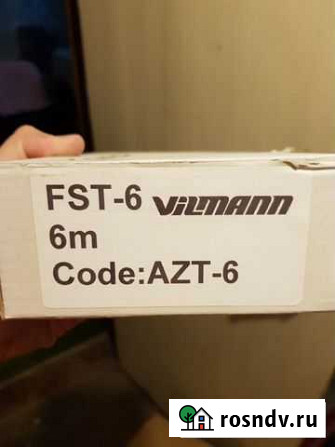 FST-6 VILMANN
6m
Code:AZT-6
rosndv.ru